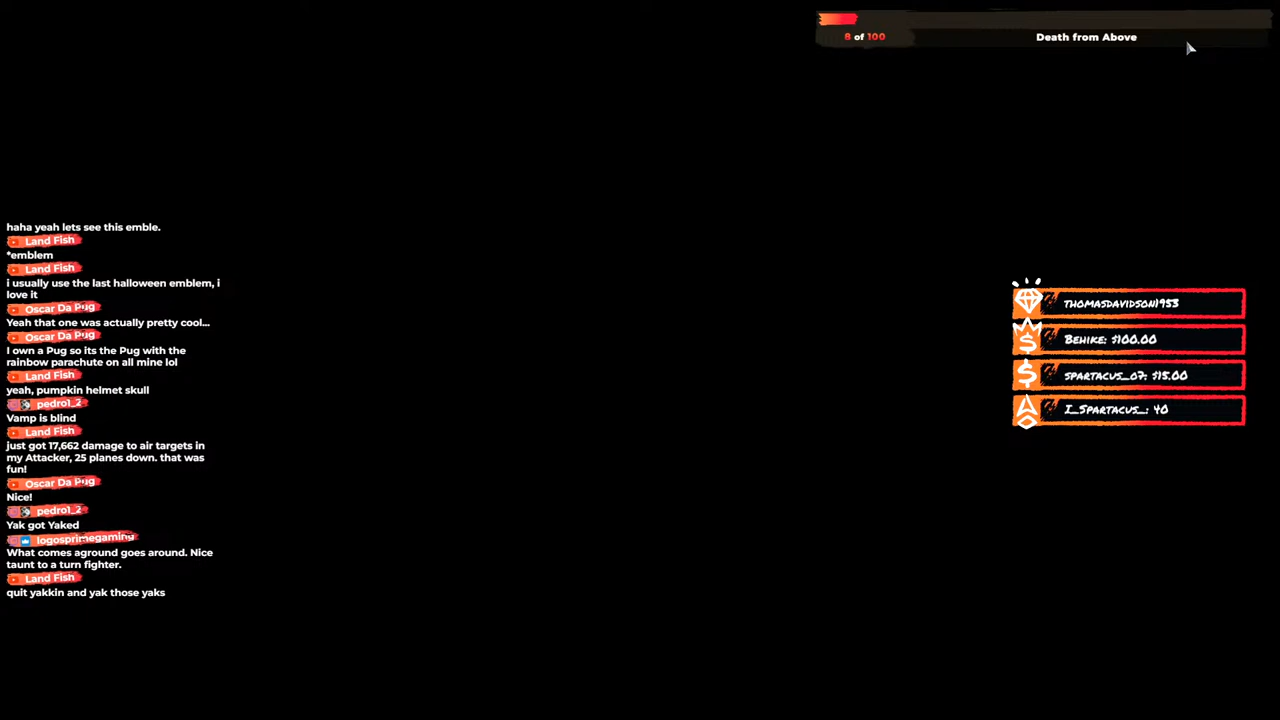 8 of 100
Death from Above
haha yeah lets see this emble.
Land Fish
*emblem
Land Fish
i usually use the last halloween emblem, i
love it
Oscar Da Pug
Yeah that one was actually pretty cool...
Oscar Da Pug
I own a Pug so its the Pug with the
rainbow parachute on all mine lol
Land Fish
yeah, pumpkin helmet skull
pedro1_2
Vamp is blind
Land Fish
just got 17,662 damage to air targets in
my Attacker, 25 planes down. that was
fun!
Oscar Da Pug
Nice!
pedro1_2
Yak got Yaked
logosprimegaming
What comes aground goes around. Nice
taunt to a turn fighter.
Land Fish
quit yakkin and yak those yaks
thomasdavidson1953
Behike: $100.00
spartacus_07: $15.00
I_Spartacus_: 40